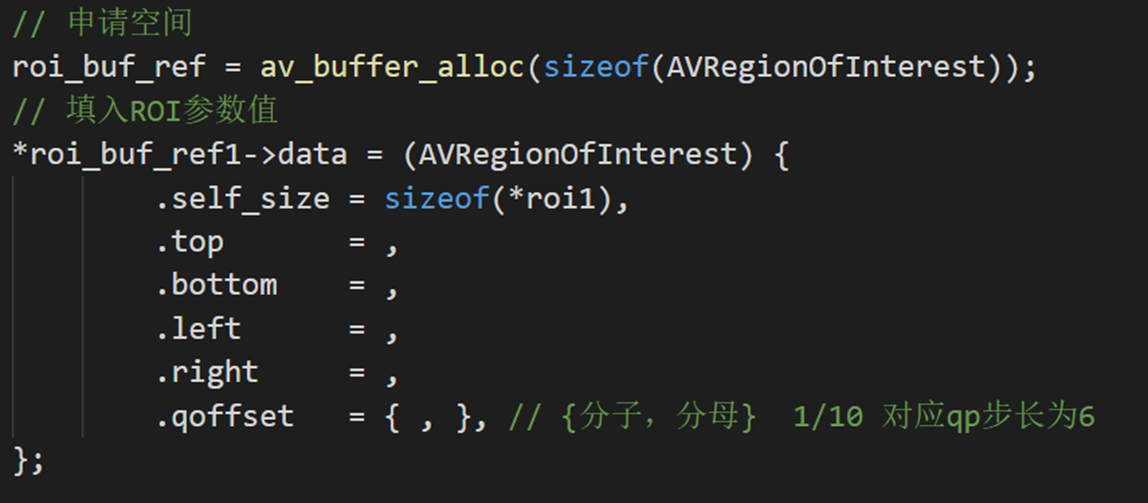 // 申请空间
roi_buf_ref = av_buffer_alloc(sizeof(AVRegionOfInterest));
// 填入ROI参数值
*roi_buf_ref1->data = (AVRegionOfInterest) {
        .self_size = sizeof(*roi1),
        .top       = ,
        .bottom    = ,
        .left      = ,
        .right     = ,
        .qoffset   = { , }, // {分子，分母}  1/10 对应qp步长为6
};